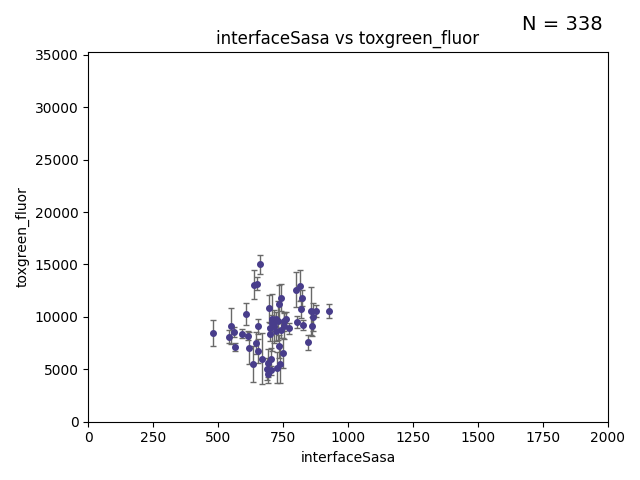 N = 338
interfaceSasa vs toxgreen_fluor
35000
30000
25000
20000
15000
10000
5000
0
toxgreen_fluor
0 250 500 750 1000 1250 1500 1750 2000
interfaceSasa